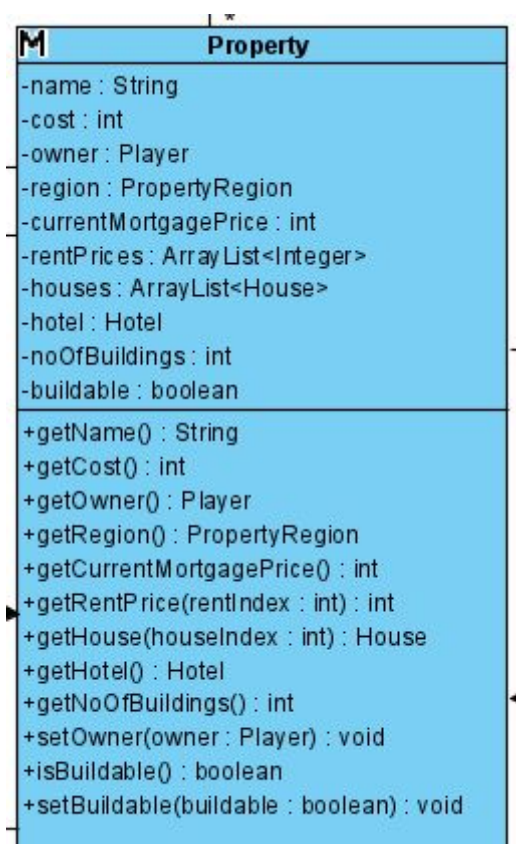 *
M
Property
-name : String
-cost : int
-owner : Player
-region : PropertyRegion
-currentMortgagePrice : int
-rentPrices : ArrayList<Integer>
-houses : ArrayList<House>
-hotel : Hotel
-noOfBuildings : int
-buildable : boolean
+getName() : String
+getCost() : int
+getOwner() : Player
+getRegion() : PropertyRegion
+getCurrentMortgagePrice() : int
+getRentPrice(rentIndex : int) : int
+getHouse(houseIndex : int) : House
+getHotel() : Hotel
+getNoOfBuildings() : int
+setOwner(owner : Player) : void
+isBuildable() : boolean
+setBuildable(buildable : boolean) : void